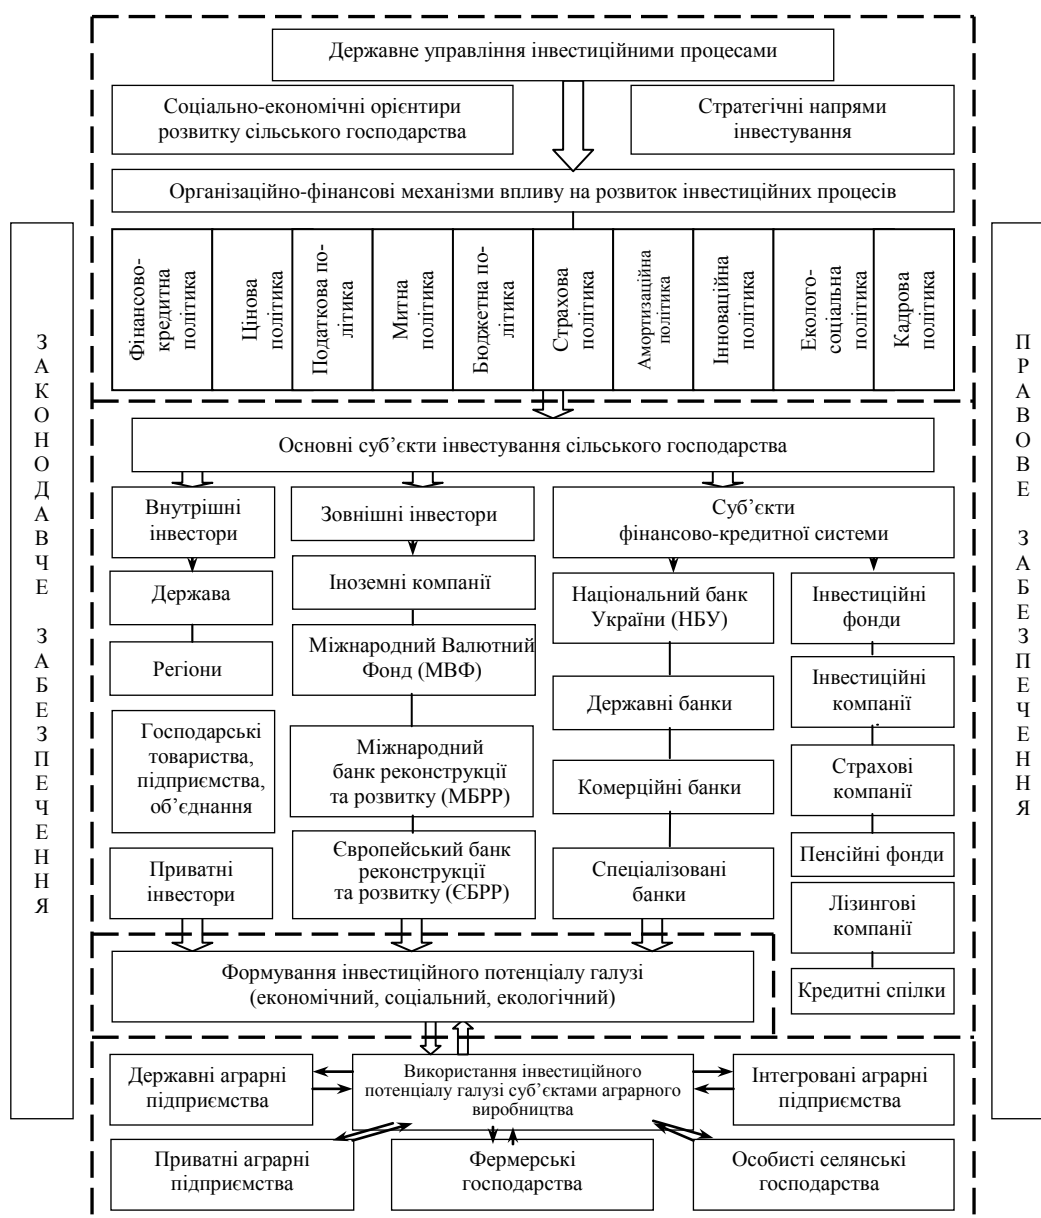 Державне управління інвестиційними процесами
Соціально-економічні орієнтири
розвитку сільського господарства
Стратегічні напрями
інвестування
Організаційно-фінансові механізми впливу на розвиток інвестиційних процесів
Фінансово-
кредитна
політика
Цінова
політика
Податкова по-
літика
Митна
політика
Бюджетна по-
літика
Страхова
політика
Амортизаційна
політика
Інноваційна
політика
Еколого-
соціальна
політика
Кадрова
політика
ЗАКОНОДАВЧЕ ЗАБЕЗПЕЧЕННЯ
ПРАВОВЕ ЗАБЕЗПЕЧЕННЯ
Основні суб’єкти інвестування сільського господарства
Внутрішні
інвестори
Держава
Регіони
Господарські
товариства,
підприємства,
об’єднання
Приватні
інвестори
Зовнішні інвестори
Іноземні компанії
Міжнародний Валютний
Фонд (МВФ)
Міжнародний
банк реконструкції
та розвитку (МБРР)
Європейський банк
реконструкції
та розвитку (ЄБРР)
Суб’єкти
фінансово-кредитної системи
Національний банк
України (НБУ)
Державні банки
Комерційні банки
Спеціалізовані
банки
Інвестиційні
фонди
Інвестиційні
компанії
Страхові
компанії
Пенсійні фонди
Лізингові
компанії
Кредитні спілки
Формування інвестиційного потенціалу галузі
(економічний, соціальний, екологічний)
Державні аграрні
підприємства
Використання інвестиційного
потенціалу галузі суб’єктами аграрного
виробництва
Інтегровані аграрні
підприємства
Приватні аграрні
підприємства
Фермерські
господарства
Особисті селянські
господарства